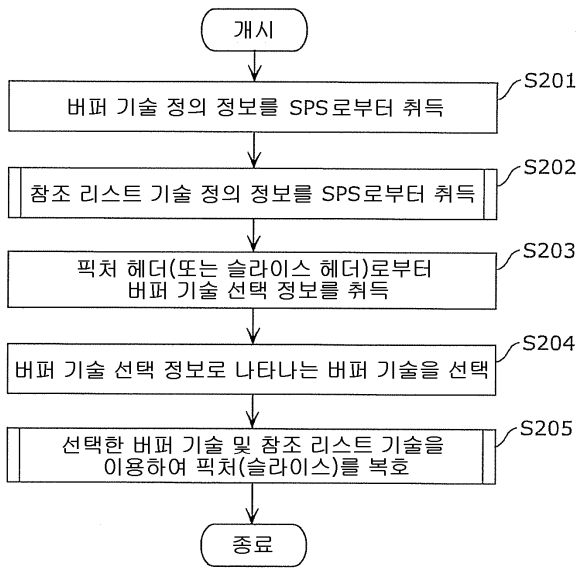 개시
S201
버퍼 기술 정의 정보를 SPS로부터 취득
S202
참조 리스트 기술 정의 정보를 SPS로부터 취득
S203
픽처 헤더(또는 슬라이스 헤더)로부터
버퍼 기술 선택 정보를 취득
S204
버퍼 기술 선택 정보로 나타나는 버퍼 기술을 선택
S205
선택한 버퍼 기술 및 참조 리스트 기술을
이용하여 픽처(슬라이스)를 복호
종료